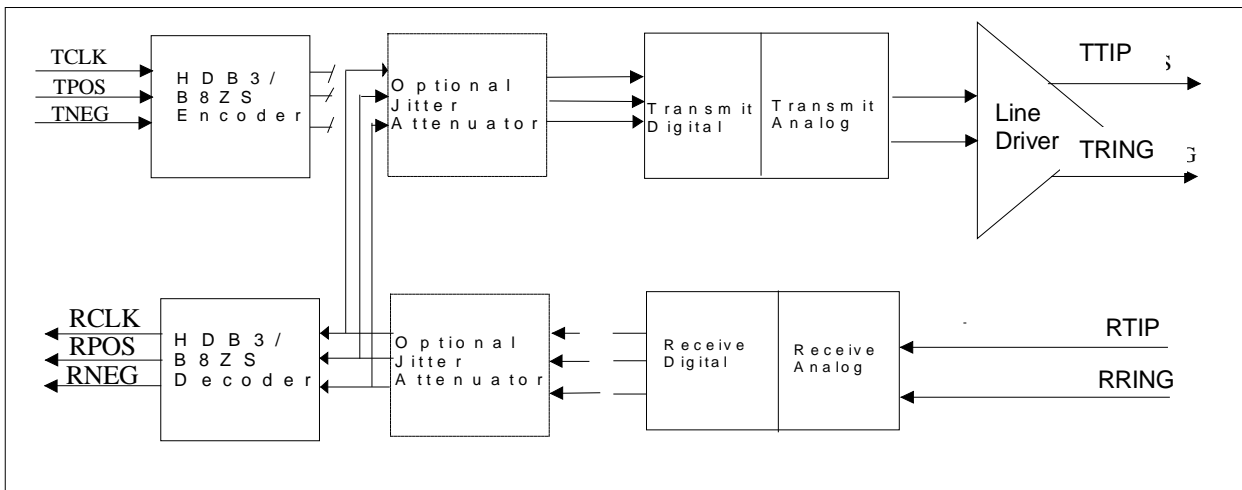 TCLK
TPOS
TNEG
HDB3/
B8ZS
Encoder
Optional
Jitter
Attenuator
Transmit
Digital
Transmit
Analog
Line
Driver
TTIP
S
TRING
G
RCLK
RPOS
RNEG
HDB3/
B8ZS
Decoder
Optional
Jitter
Attenuator
Receive
Digital
Receive
Analog
RTIP
RRING